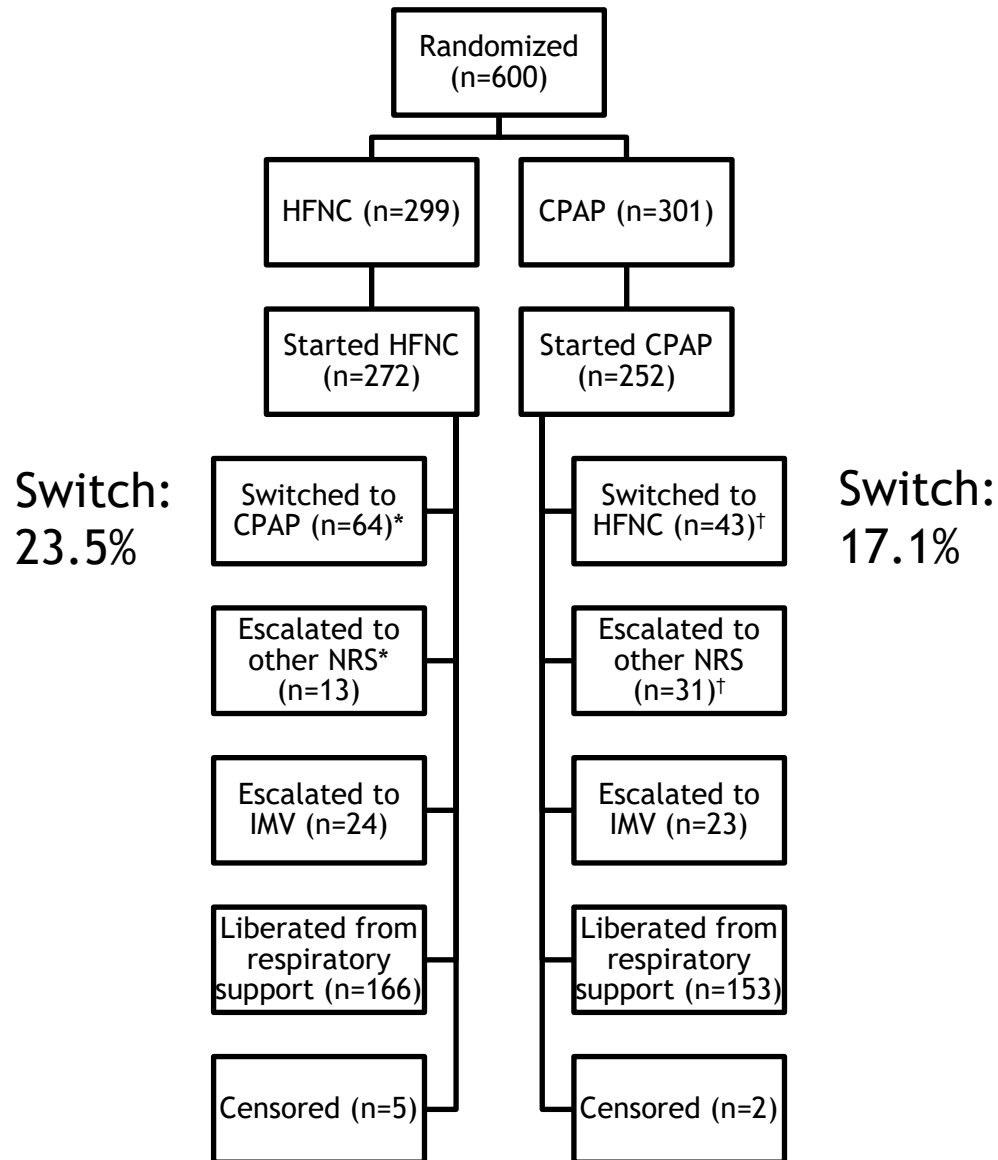 Randomized
(n=600)
HFNC (n=299)
CPAP (n=301)
Started HFNC
(n=272)
Started CPAP
(n=252)
Switch:
23.5%
Switched to
CPAP (n=64)*
Switched to
HFNC (n=43)†
Switch:
17.1%
Escalated to
other NRS*
(n=13)
Escalated to
other NRS
(n=31)†
Escalated to
IMV (n=24)
Escalated to
IMV (n=23)
Liberated from
respiratory
support (n=166)
Liberated from
respiratory
support (n=153)
Censored (n=5)
Censored (n=2)